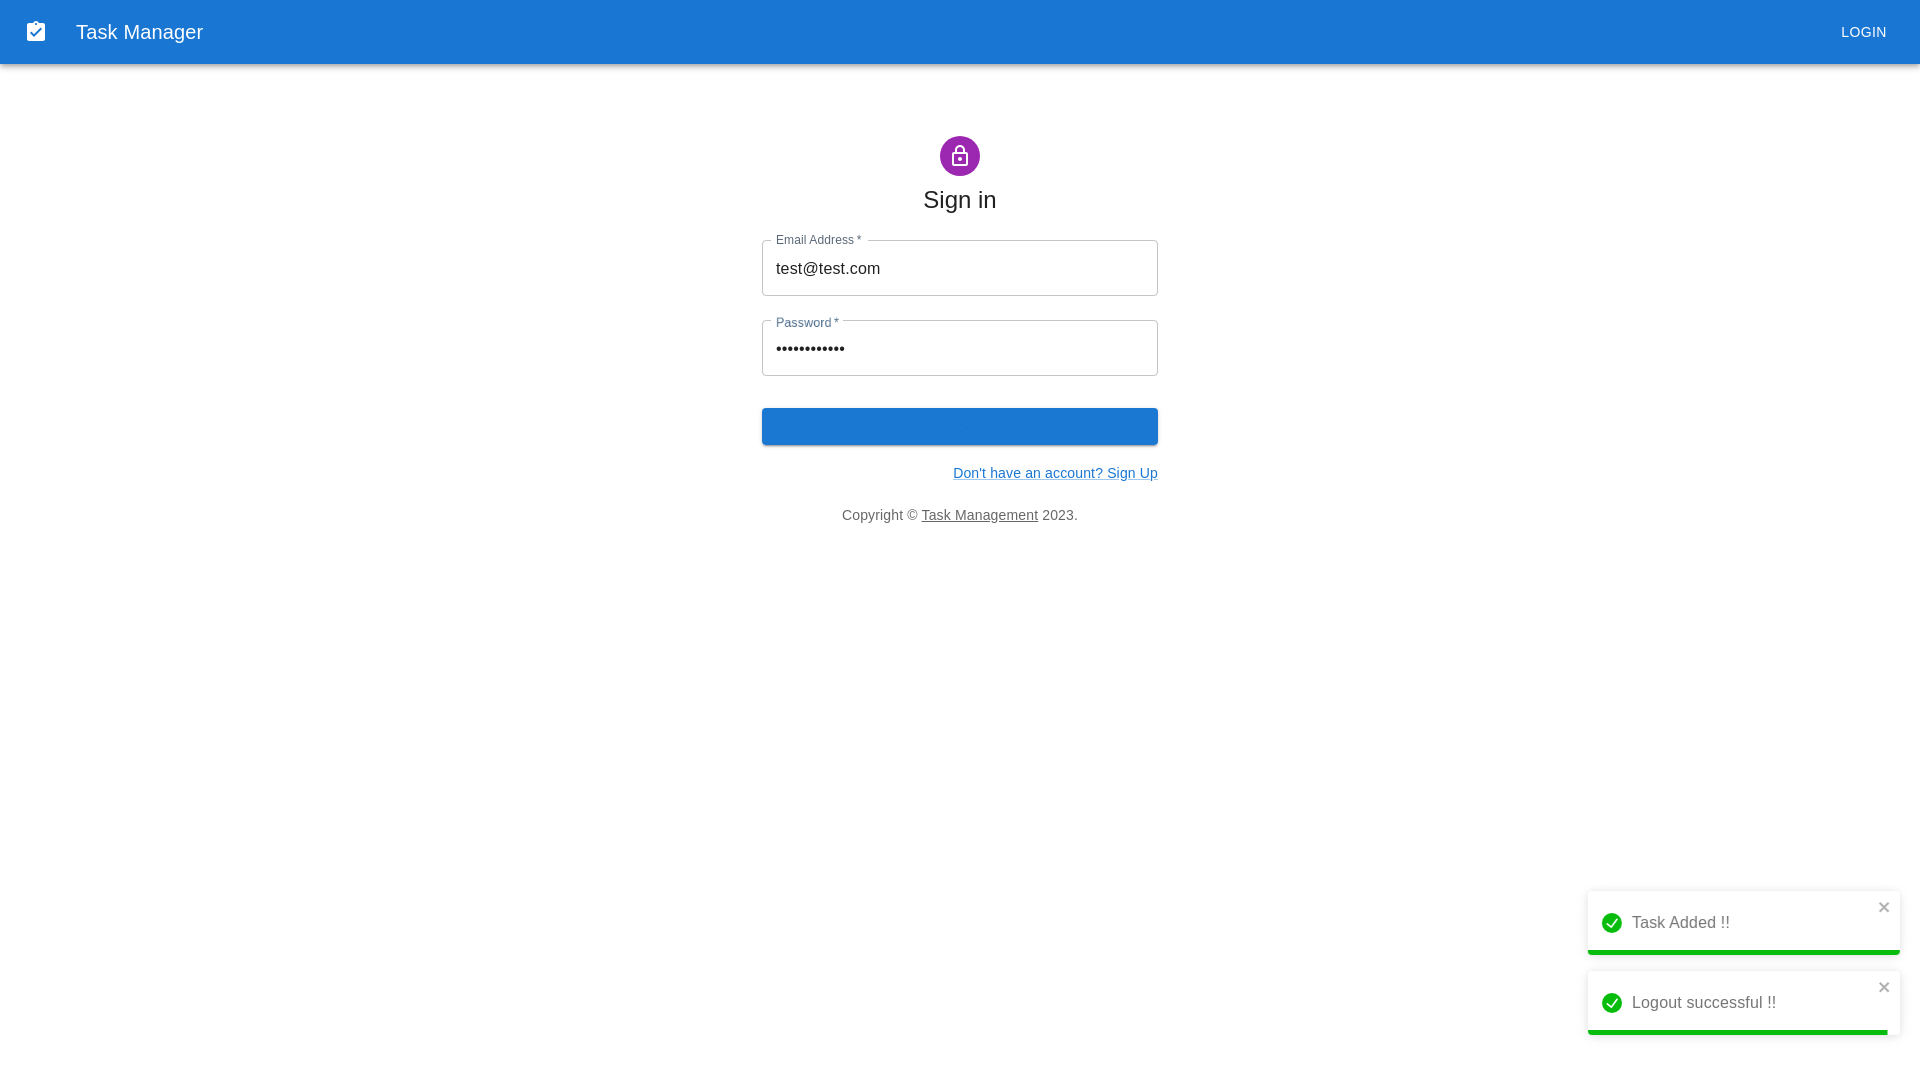 Task Manager
LOGIN
Sign in
Email Address *
test@test.com
Password *
••••••••••••
Don't have an account? Sign Up
Copyright © Task Management 2023.
Task Added !!
Logout successful !!